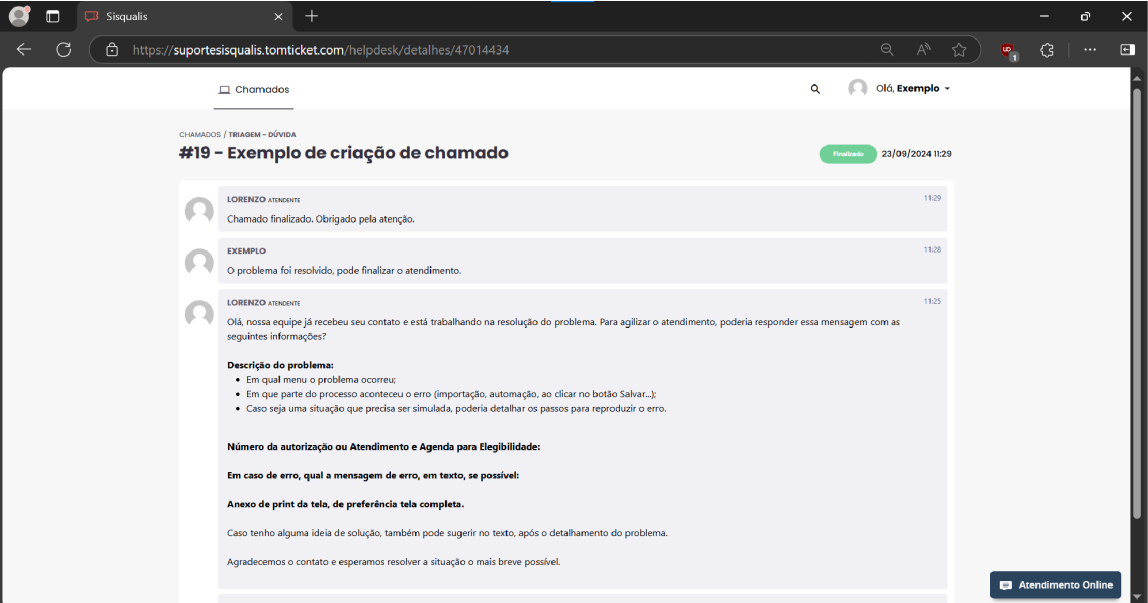 Sisqualis
https://suportesisqualis.tomticket.com/helpdesk/detalhes/47014434
1
Chamados
Olá, Exemplo
CHAMADOS / TRIAGEM - DÚVIDA
#19 - Exemplo de criação de chamado
Finalizado 23/09/2024 11:29
LORENZO ATENDENTE 11:29
Chamado finalizado. Obrigado pela atenção.
EXEMPLO 11:28
O problema foi resolvido, pode finalizar o atendimento.
LORENZO ATENDENTE 11:25
Olá, nossa equipe já recebeu seu contato e está trabalhando na resolução do problema. Para agilizar o atendimento, poderia responder essa mensagem com as
seguintes informações?
Descrição do problema:
• Em qual menu o problema ocorreu;
• Em que parte do processo aconteceu o erro (importação, automação, ao clicar no botão Salvar...);
• Caso seja uma situação que precisa ser simulada, poderia detalhar os passos para reproduzir o erro.
Número da autorização ou Atendimento e Agenda para Elegibilidade:
Em caso de erro, qual a mensagem de erro, em texto, se possível:
Anexo de print da tela, de preferência tela completa.
Caso tenho alguma ideia de solução, também pode sugerir no texto, após o detalhamento do problema.
Agradecemos o contato e esperamos resolver a situação o mais breve possível.
Atendimento Online